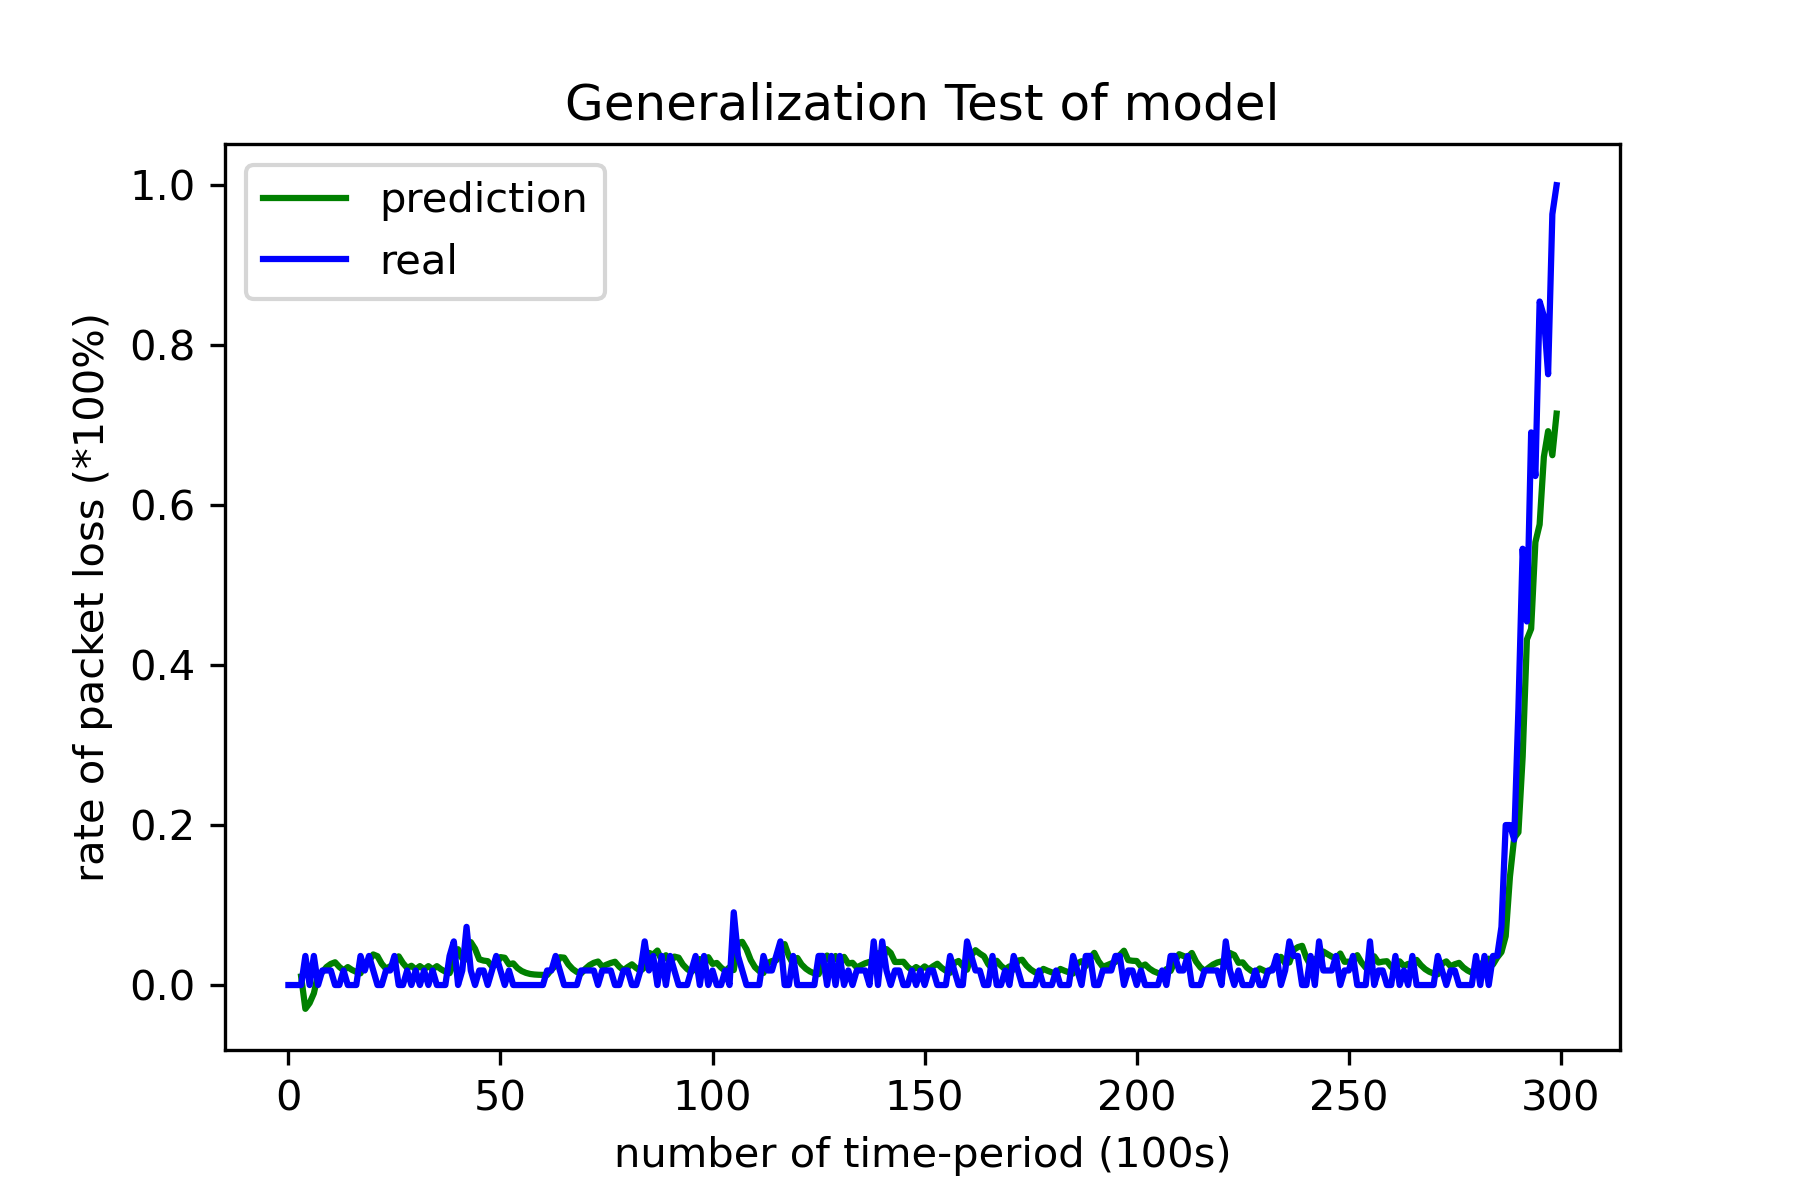 Generalization Test of model
prediction
real
1.0
0.8
0.6
0.4
0.2
0.0
rate of packet loss (*100%)
0 50 100 150 200 250 300
number of time-period (100s)